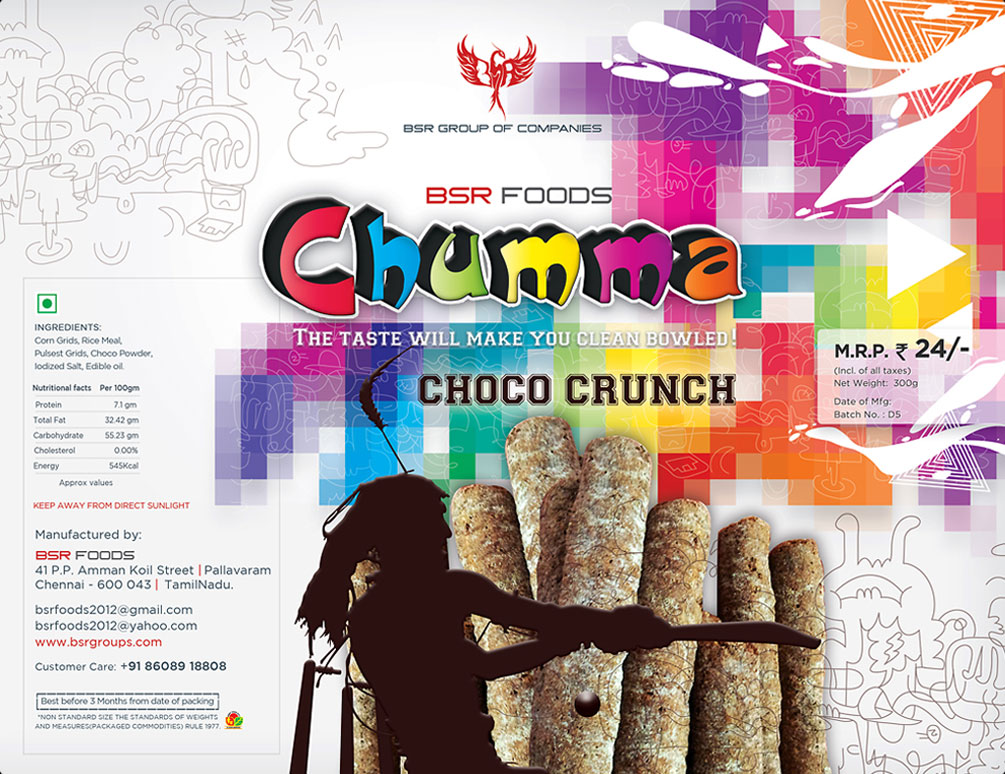 BSR
BSR GROUP OF COMPANIES
BSR FOODS
Chumma
THE TASTE WILL MAKE YOU CLEAN BOWLED!
CHOCO CRUNCH
INGREDIENTS:
Corn Grids, Rice Meal,
Pulsest Grids, Choco Powder,
Iodized Salt, Edible oil.
Nutritional facts Per 100gm
Protein 7.1 gm
Total Fat 32.42 gm
Carbohydrate 55.23 gm
Cholesterol 0.00%
Energy 545Kcal
Approx values
KEEP AWAY FROM DIRECT SUNLIGHT
Manufactured by:
BSR FOODS
41 P.P. Amman Koil Street | Pallavaram
Chennai - 600 043 | TamilNadu.
bsrfoods2012@gmail.com
bsrfoods2012@yahoo.com
www.bsrgroups.com
Customer Care: +91 86089 18808
Best before 3 Months from date of packing
*NON STANDARD SIZE THE STANDARDS OF WEIGHTS
AND MEASURES(PACKAGED COMMODITIES) RULE 1977.
M.R.P. ₹ 24/-
(Incl. of all taxes)
Net Weight: 300g
Date of Mfg:
Batch No. : D5